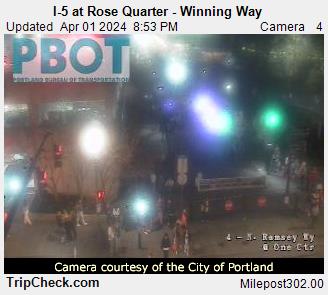 I-5 at Rose Quarter - Winning Way
Updated Apr 01 2024 8:53 PM Camera 4
PBOT
PORTLAND BUREAU OF TRANSPORTATION
4 - N. Ramsey Wy
@ One Ctr
Camera courtesy of the City of Portland
TripCheck.com Milepost302.00